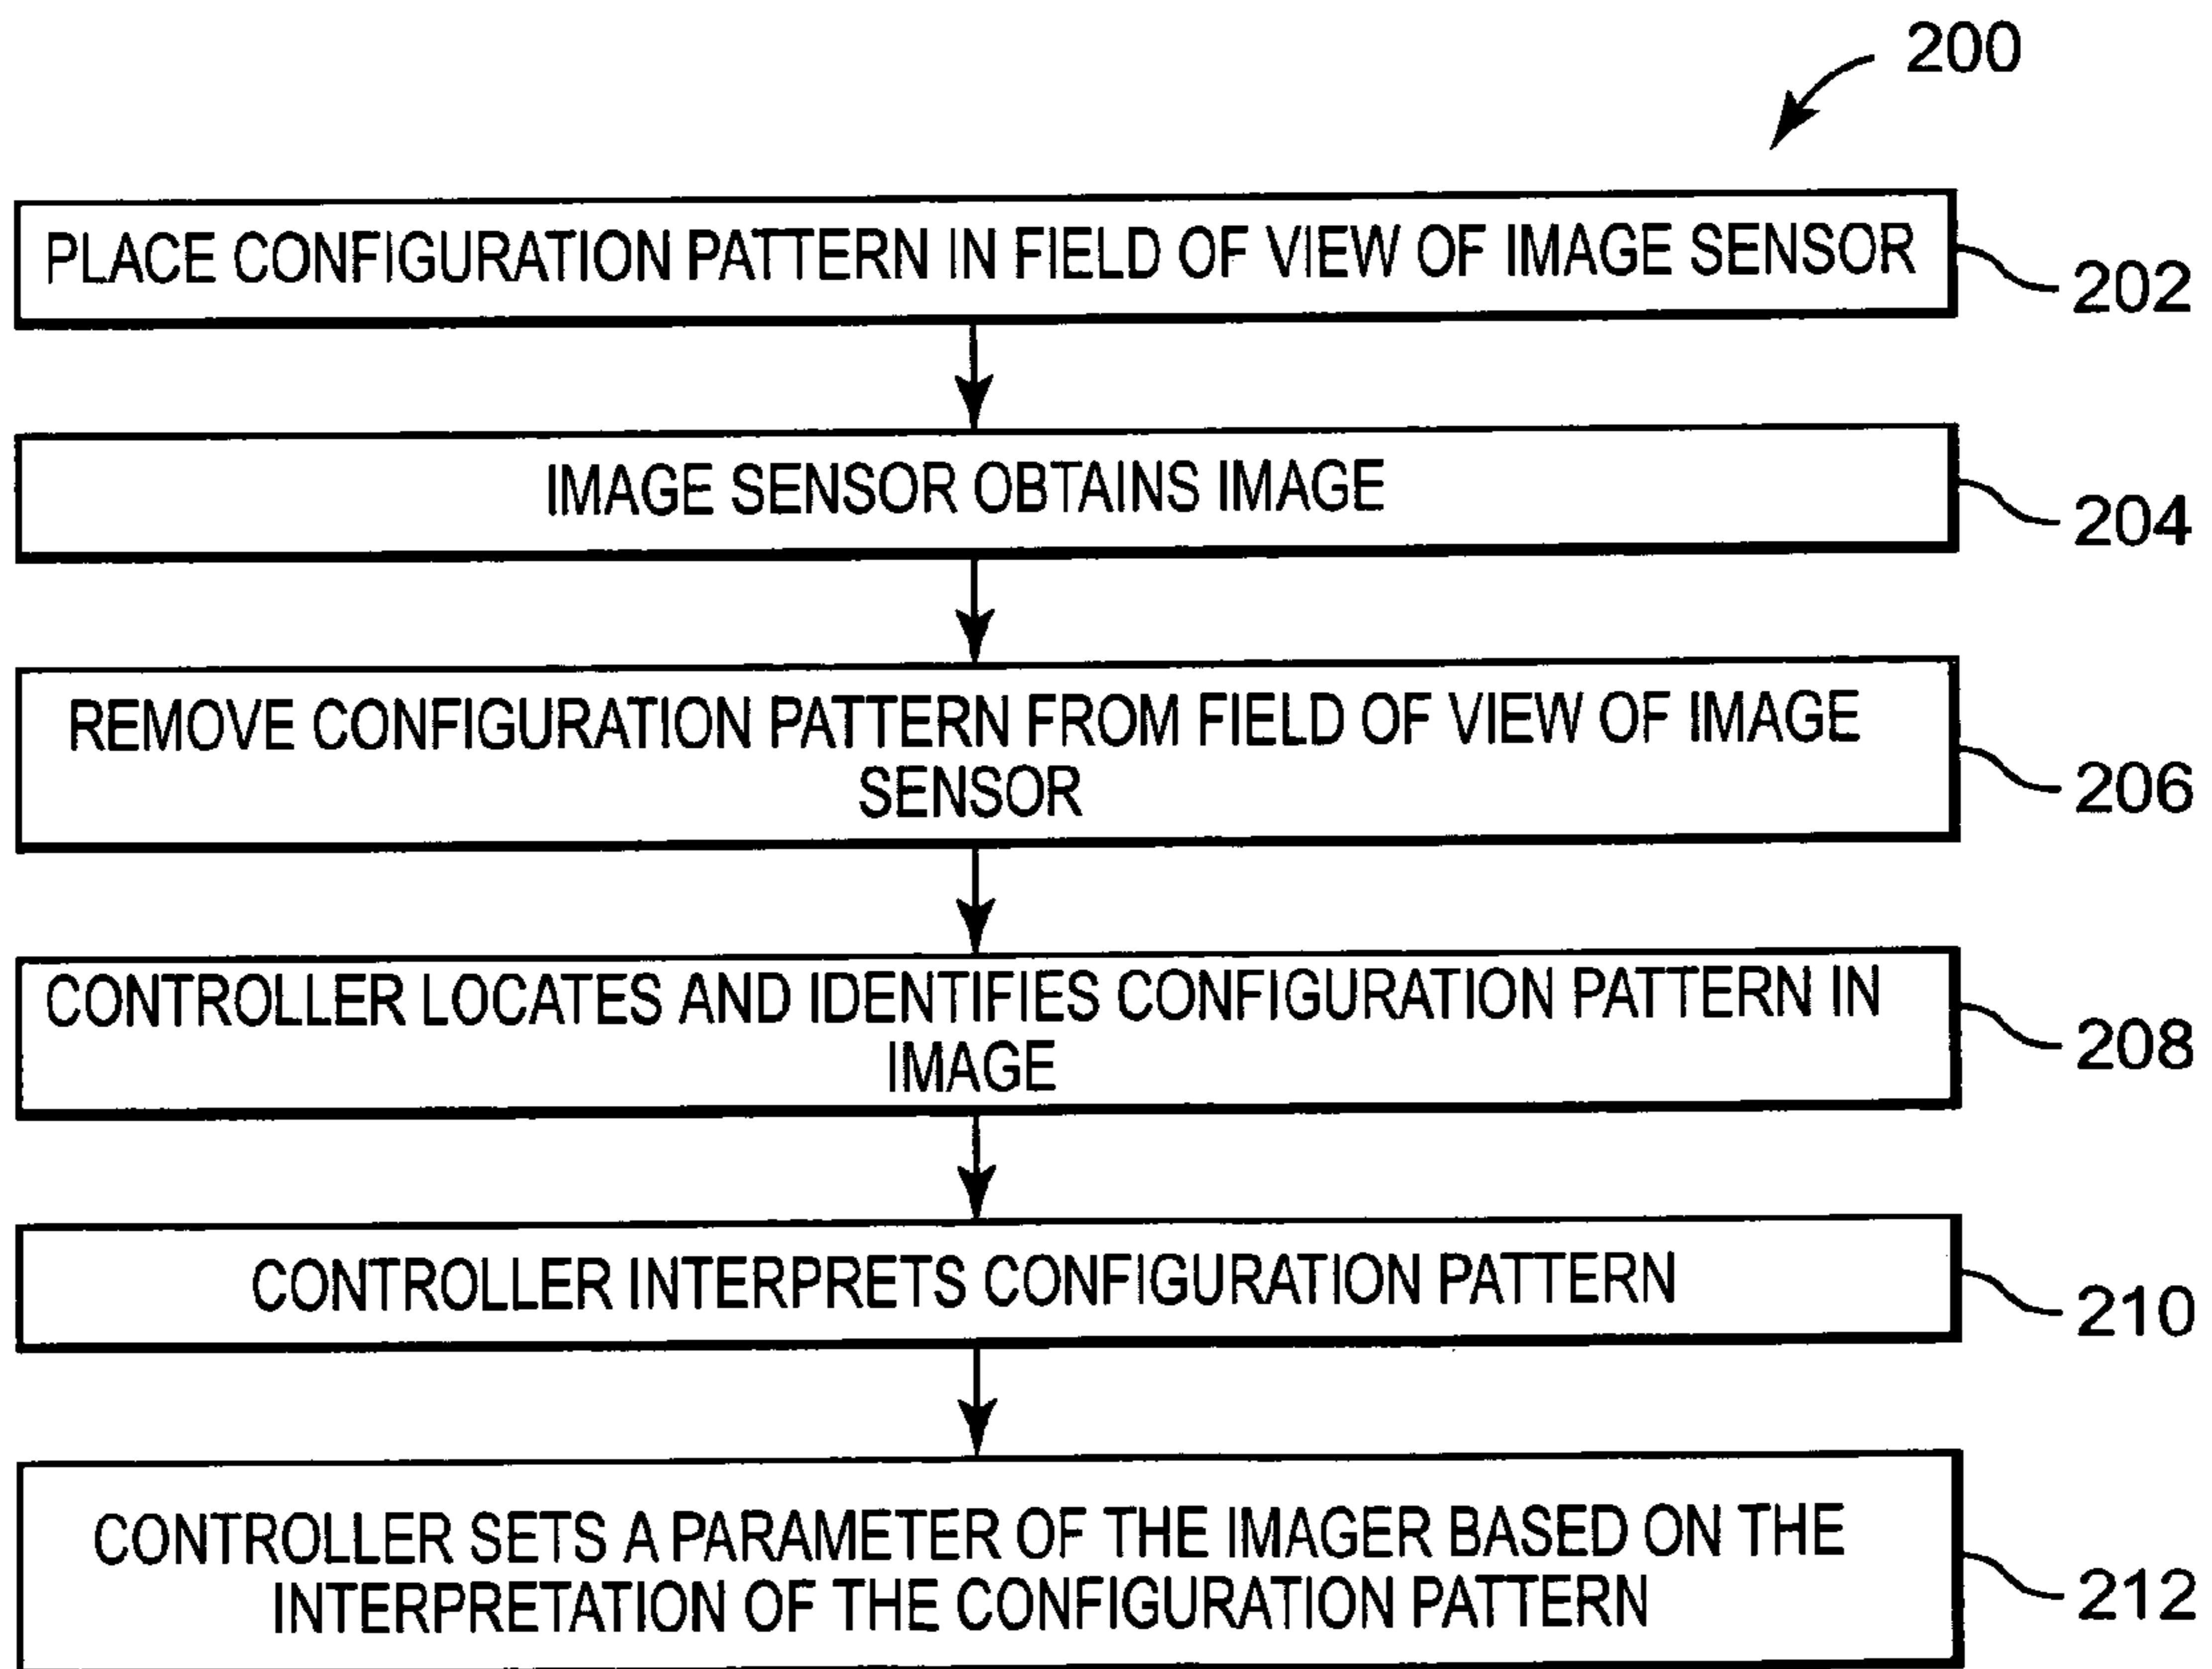 200
PLACE CONFIGURATION PATTERN IN FIELD OF VIEW OF IMAGE SENSOR
202
IMAGE SENSOR OBTAINS IMAGE
204
REMOVE CONFIGURATION PATTERN FROM FIELD OF VIEW OF IMAGE
SENSOR
206
CONTROLLER LOCATES AND IDENTIFIES CONFIGURATION PATTERN IN
IMAGE
208
CONTROLLER INTERPRETS CONFIGURATION PATTERN
210
CONTROLLER SETS A PARAMETER OF THE IMAGER BASED ON THE
INTERPRETATION OF THE CONFIGURATION PATTERN
212